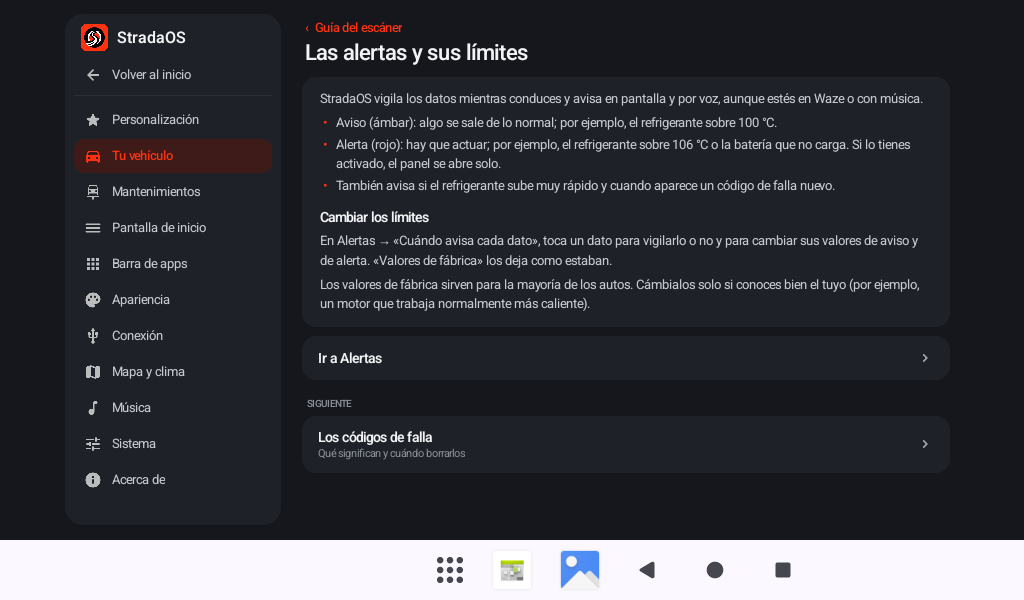 StradaOS
Volver al inicio
Personalización
Tu vehículo
Mantenimientos
Pantalla de inicio
Barra de apps
Apariencia
Conexión
Mapa y clima
Música
Sistema
Acerca de
‹ Guía del escáner
Las alertas y sus límites
StradaOS vigila los datos mientras conduces y avisa en pantalla y por voz, aunque estés en Waze o con música.
• Aviso (ámbar): algo se sale de lo normal; por ejemplo, el refrigerante sobre 100 °C.
• Alerta (rojo): hay que actuar; por ejemplo, el refrigerante sobre 106 °C o la batería que no carga. Si lo tienes
activado, el panel se abre solo.
• También avisa si el refrigerante sube muy rápido y cuando aparece un código de falla nuevo.
Cambiar los límites
En Alertas → «Cuándo avisa cada dato», toca un dato para vigilarlo o no y para cambiar sus valores de aviso y
de alerta. «Valores de fábrica» los deja como estaban.
Los valores de fábrica sirven para la mayoría de los autos. Cámbialos solo si conoces bien el tuyo (por ejemplo,
un motor que trabaja normalmente más caliente).
Ir a Alertas
SIGUIENTE
Los códigos de falla
Qué significan y cuándo borrarlos